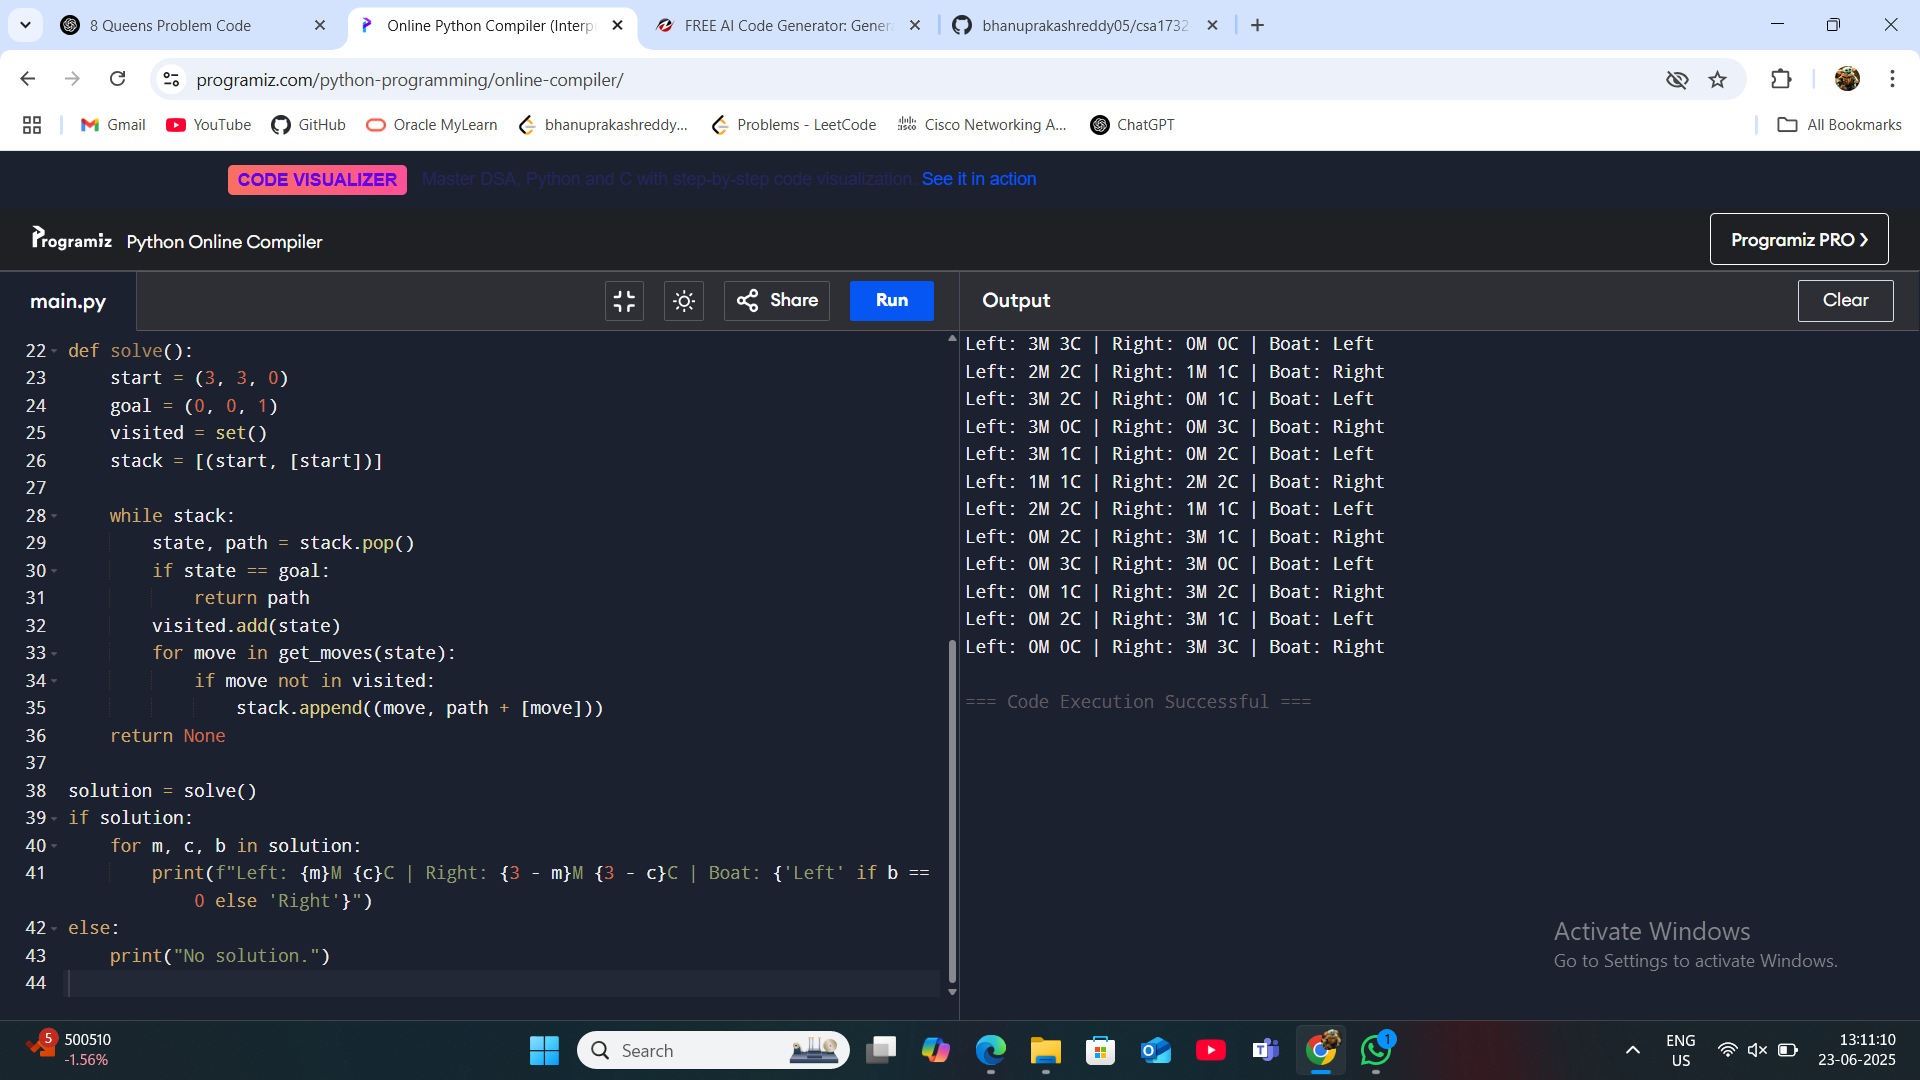 8 Queens Problem Code
Online Python Compiler (Interp
FREE AI Code Generator: Gener
bhanuprakashreddy05/csa1732
programiz.com/python-programming/online-compiler/
Gmail
YouTube
GitHub
Oracle MyLearn
bhanuprakashreddy...
Problems - LeetCode
Cisco Networking A...
ChatGPT
All Bookmarks
CODE VISUALIZER Master DSA, Python and C with step-by-step code visualization See it in action
Programiz Python Online Compiler
Programiz PRO
main.py
Share
Run
22 def solve():
23     start = (3, 3, 0)
24     goal = (0, 0, 1)
25     visited = set()
26     stack = [(start, [start])]
27
28     while stack:
29         state, path = stack.pop()
30         if state == goal:
31             return path
32         visited.add(state)
33         for move in get_moves(state):
34             if move not in visited:
35                 stack.append((move, path + [move]))
36     return None
37
38 solution = solve()
39 if solution:
40     for m, c, b in solution:
41         print(f"Left: {m}M {c}C | Right: {3 - m}M {3 - c}C | Boat: {'Left' if b ==
0 else 'Right'}")
42 else:
43     print("No solution.")
44
Output
Clear
Left: 3M 3C | Right: 0M 0C | Boat: Left
Left: 2M 2C | Right: 1M 1C | Boat: Right
Left: 3M 2C | Right: 0M 1C | Boat: Left
Left: 3M 0C | Right: 0M 3C | Boat: Right
Left: 3M 1C | Right: 0M 2C | Boat: Left
Left: 1M 1C | Right: 2M 2C | Boat: Right
Left: 2M 2C | Right: 1M 1C | Boat: Left
Left: 0M 2C | Right: 3M 1C | Boat: Right
Left: 0M 3C | Right: 3M 0C | Boat: Left
Left: 0M 1C | Right: 3M 2C | Boat: Right
Left: 0M 2C | Right: 3M 1C | Boat: Left
Left: 0M 0C | Right: 3M 3C | Boat: Right
=== Code Execution Successful ===
Activate Windows
Go to Settings to activate Windows.
5
500510
-1.56%
Search
1
ENG
US
13:11:10
23-06-2025